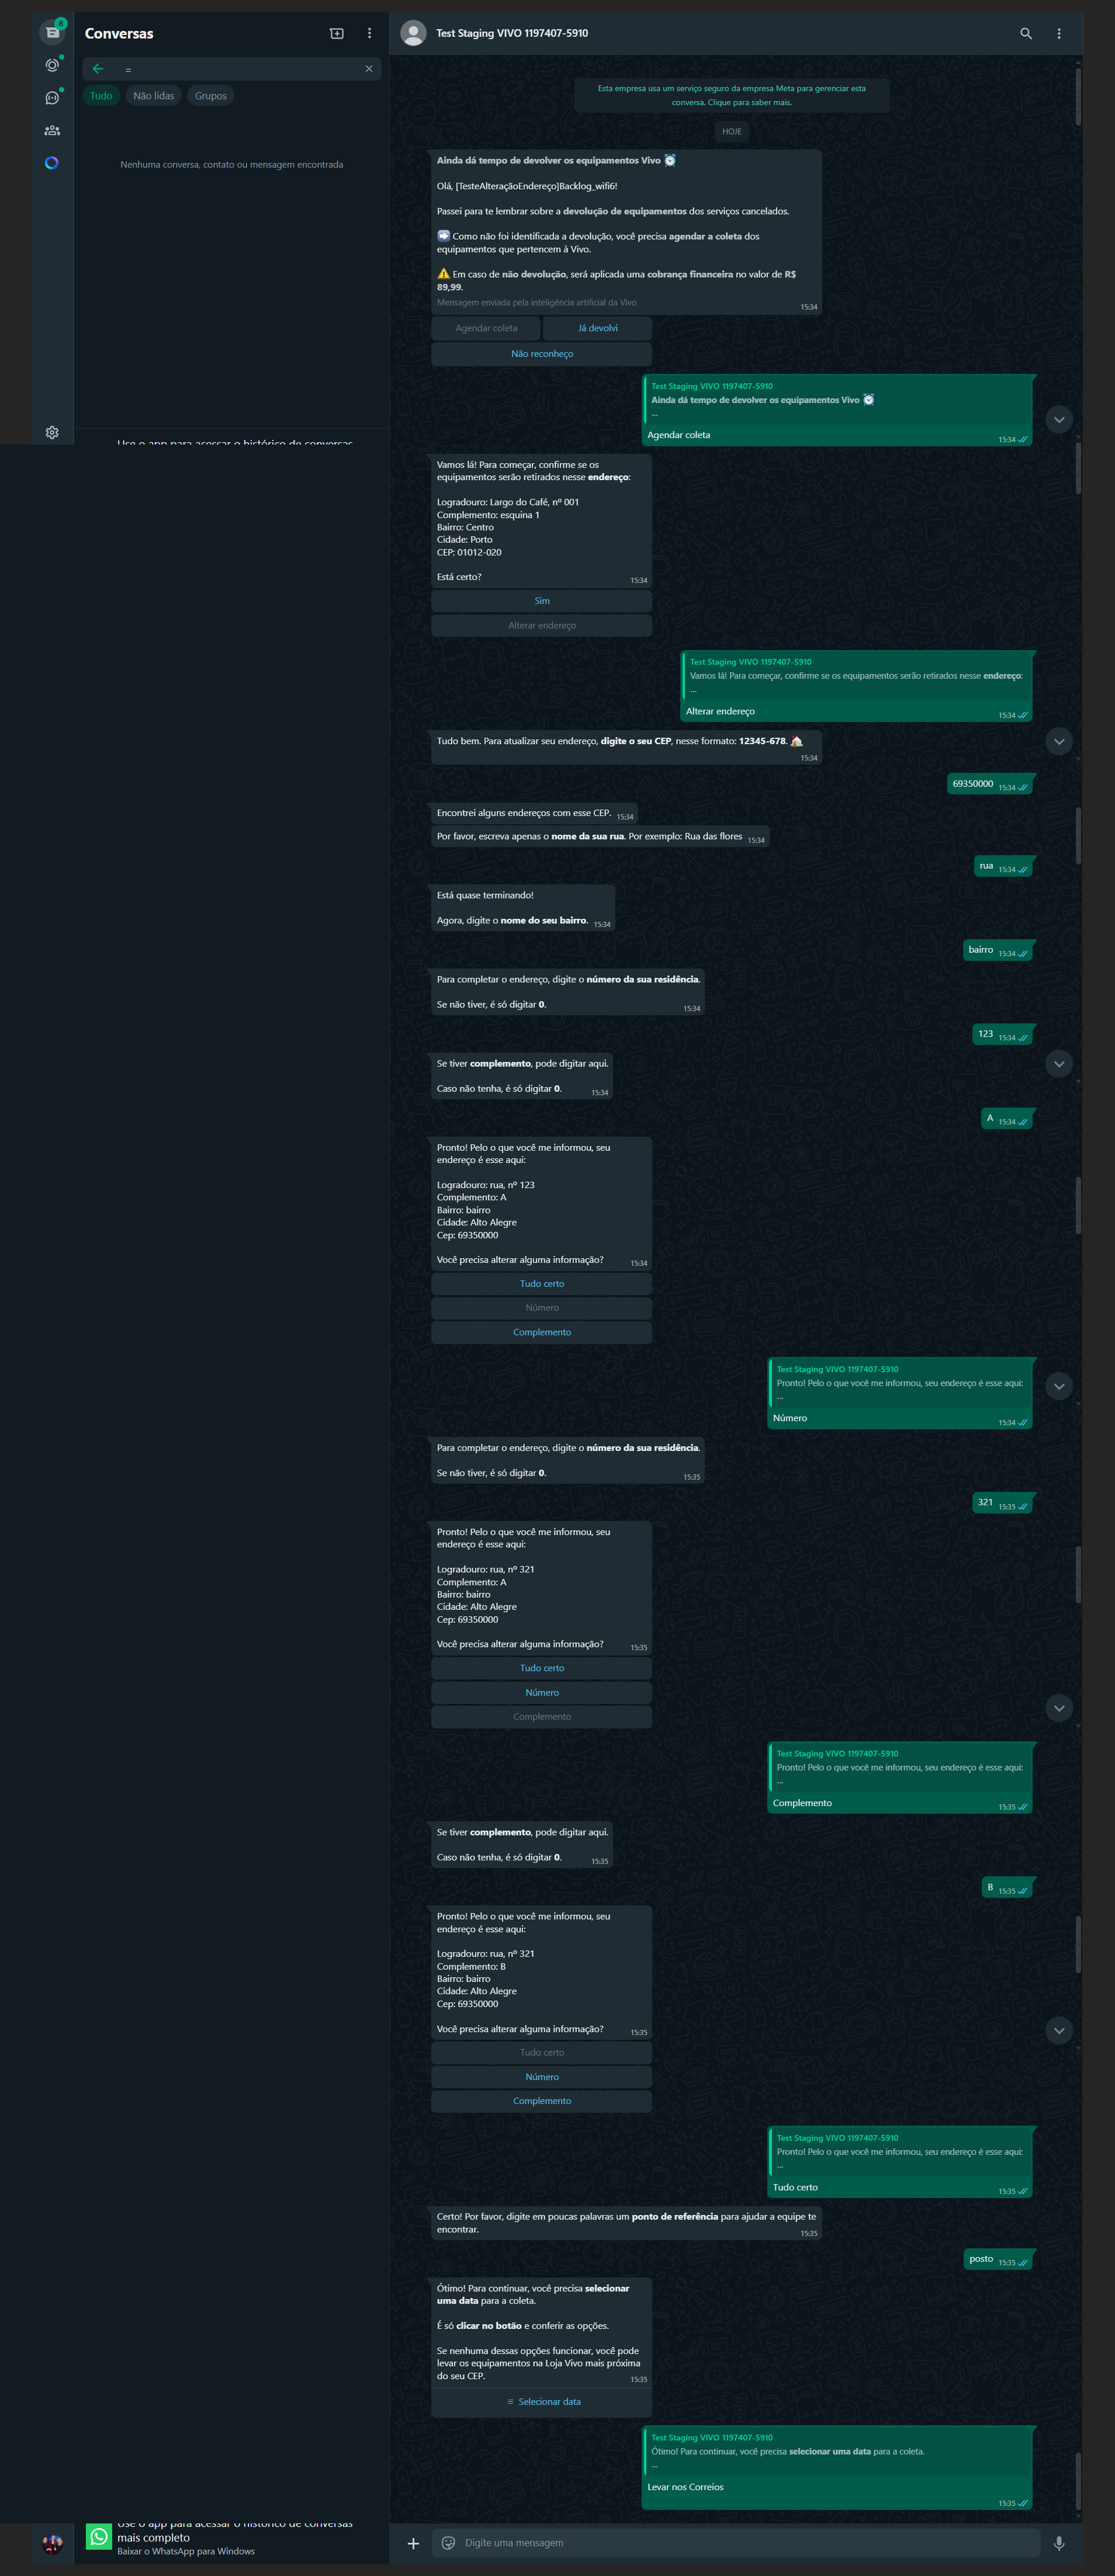 3
Conversas
=
Tudo
Não lidas
Grupos
Nenhuma conversa, contato ou mensagem encontrada
Use o app para acessar o histórico de conversas
Test Staging VIVO 1197407-5910
Esta empresa usa um serviço seguro da empresa Meta para gerenciar esta
conversa. Clique para saber mais.
HOJE
Ainda dá tempo de devolver os equipamentos Vivo ⏰
Olá, [TesteAlteraçãoEndereço]Backlog_wifi6!
Passei para te lembrar sobre a devolução de equipamentos dos serviços cancelados.
➡️ Como não foi identificada a devolução, você precisa agendar a coleta dos
equipamentos que pertencem à Vivo.
⚠️ Em caso de não devolução, será aplicada uma cobrança financeira no valor de R$
89,99.
Mensagem enviada pela inteligência artificial da Vivo
15:34
Agendar coleta
Já devolvi
Não reconheço
Test Staging VIVO 1197407-5910
Ainda dá tempo de devolver os equipamentos Vivo ⏰
...
Agendar coleta
15:34
Vamos lá! Para começar, confirme se os
equipamentos serão retirados nesse endereço:
Logradouro: Largo do Café, nº 001
Complemento: esquina 1
Bairro: Centro
Cidade: Porto
CEP: 01012-020
Está certo?
15:34
Sim
Alterar endereço
Test Staging VIVO 1197407-5910
Vamos lá! Para começar, confirme se os equipamentos serão retirados nesse endereço:
...
Alterar endereço
15:34
Tudo bem. Para atualizar seu endereço, digite o seu CEP, nesse formato: 12345-678. 🏡
15:34
69350000 15:34
Encontrei alguns endereços com esse CEP. 15:34
Por favor, escreva apenas o nome da sua rua. Por exemplo: Rua das flores 15:34
rua 15:34
Está quase terminando!
Agora, digite o nome do seu bairro. 15:34
bairro 15:34
Para completar o endereço, digite o número da sua residência.
Se não tiver, é só digitar 0.
15:34
123 15:34
Se tiver complemento, pode digitar aqui.
Caso não tenha, é só digitar 0.
15:34
A 15:34
Pronto! Pelo o que você me informou, seu
endereço é esse aqui:
Logradouro: rua, nº 123
Complemento: A
Bairro: bairro
Cidade: Alto Alegre
Cep: 69350000
Você precisa alterar alguma informação?
15:34
Tudo certo
Número
Complemento
Test Staging VIVO 1197407-5910
Pronto! Pelo o que você me informou, seu endereço é esse aqui:
...
Número
15:34
Para completar o endereço, digite o número da sua residência.
Se não tiver, é só digitar 0.
15:35
321 15:35
Pronto! Pelo o que você me informou, seu
endereço é esse aqui:
Logradouro: rua, nº 321
Complemento: A
Bairro: bairro
Cidade: Alto Alegre
Cep: 69350000
Você precisa alterar alguma informação?
15:35
Tudo certo
Número
Complemento
Test Staging VIVO 1197407-5910
Pronto! Pelo o que você me informou, seu endereço é esse aqui:
...
Complemento
15:35
Se tiver complemento, pode digitar aqui.
Caso não tenha, é só digitar 0.
15:35
B 15:35
Pronto! Pelo o que você me informou, seu
endereço é esse aqui:
Logradouro: rua, nº 321
Complemento: B
Bairro: bairro
Cidade: Alto Alegre
Cep: 69350000
Você precisa alterar alguma informação?
15:35
Tudo certo
Número
Complemento
Test Staging VIVO 1197407-5910
Pronto! Pelo o que você me informou, seu endereço é esse aqui:
...
Tudo certo
15:35
Certo! Por favor, digite em poucas palavras um ponto de referência para ajudar a equipe te
encontrar.
15:35
posto 15:35
Ótimo! Para continuar, você precisa selecionar
uma data para a coleta.
É só clicar no botão e conferir as opções.
Se nenhuma dessas opções funcionar, você pode
levar os equipamentos na Loja Vivo mais próxima
do seu CEP.
15:35
Selecionar data
Test Staging VIVO 1197407-5910
Ótimo! Para continuar, você precisa selecionar uma data para a coleta.
...
Levar nos Correios
15:35
Use o app para acessar o histórico de conversas
mais completo
Baixar o WhatsApp para Windows
Digite uma mensagem